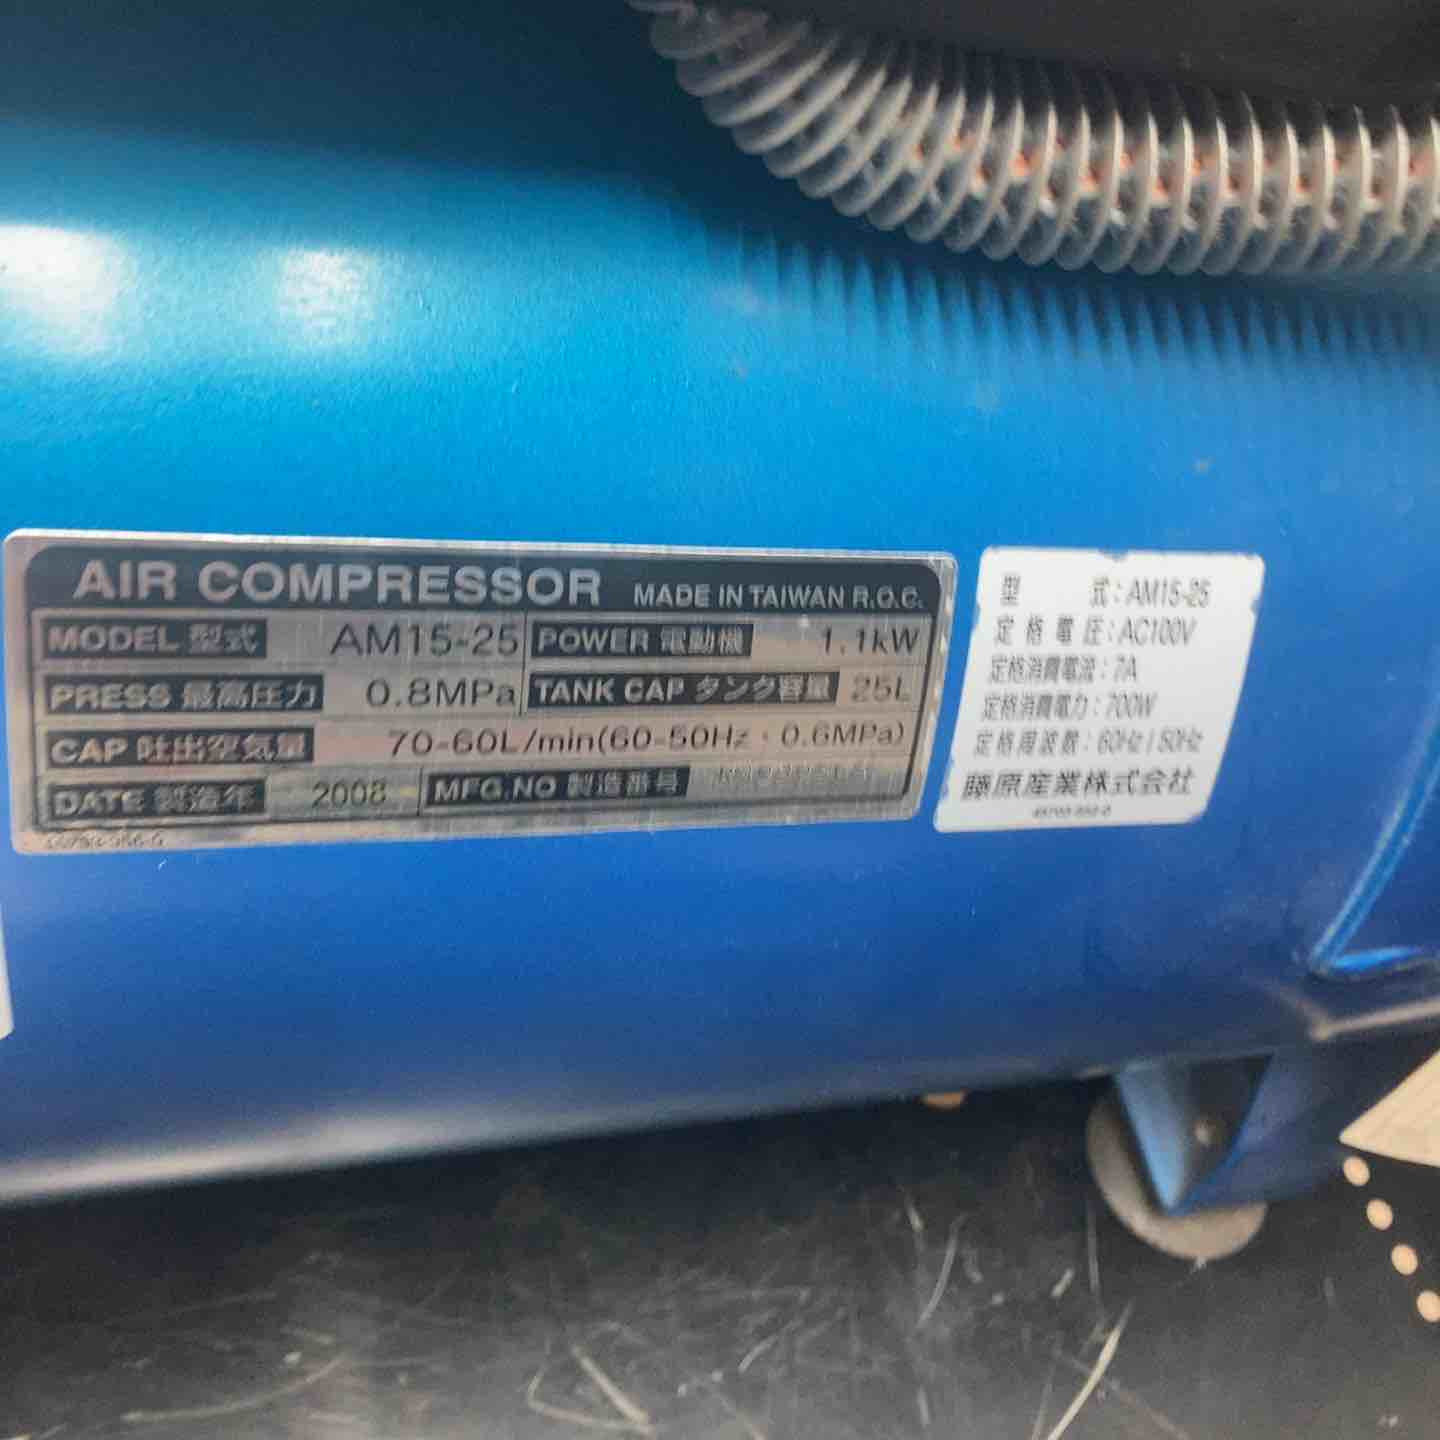 AIR COMPRESSOR MADE IN TAIWAN R.O.C.
MODEL 型式 AM15-25 POWER 電動機 1.1kW
PRESS 最高圧力 0.8MPa TANK CAP タンク容量 25L
CAP 吐出空気量 70-60L/min(60-50Hz・0.6MPa)
DATE 製造年 2008 MFG.NO 製造番号
型式:AM15-25
定格電圧:AC100V
定格消費電流:7A
定格消費電力:700W
定格周波数:60Hz|50Hz
藤原産業株式会社